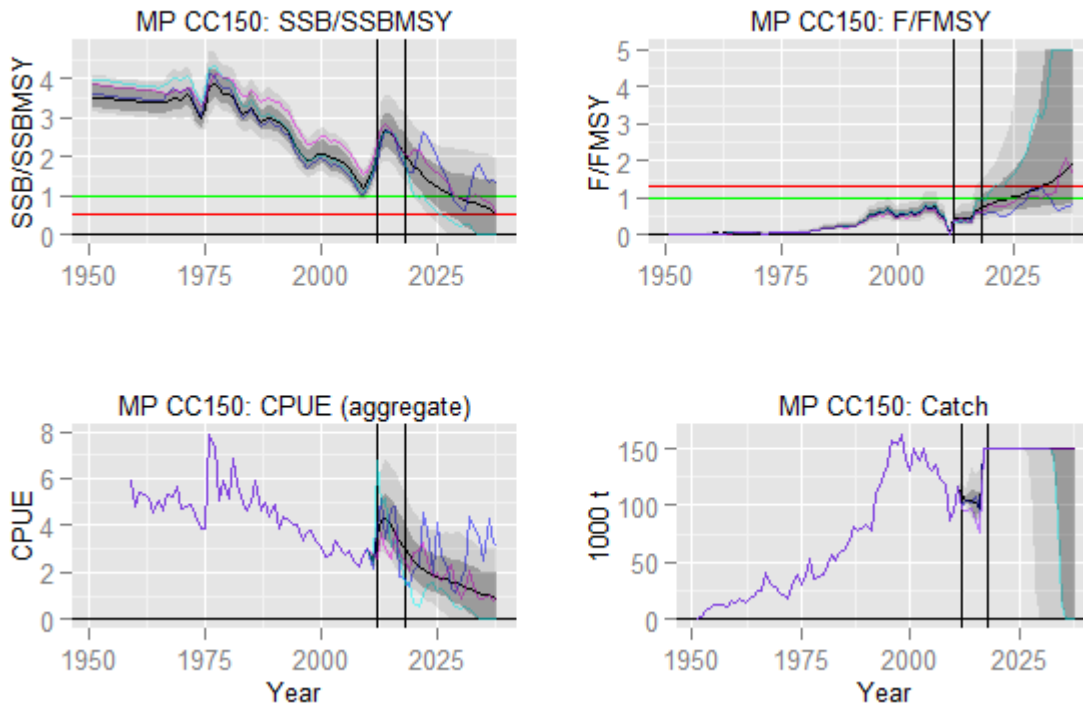 MP CC150: SSB/SSBMSY
SSB/SSBMSY
4
3
2
1
0
1950 1975 2000 2025
MP CC150: F/FMSY
F/FMSY
5
4
3
2
1
0
1950 1975 2000 2025
MP CC150: CPUE (aggregate)
CPUE
8
6
4
2
0
1950 1975 2000 2025
Year
MP CC150: Catch
1000 t
150
100
50
0
1950 1975 2000 2025
Year